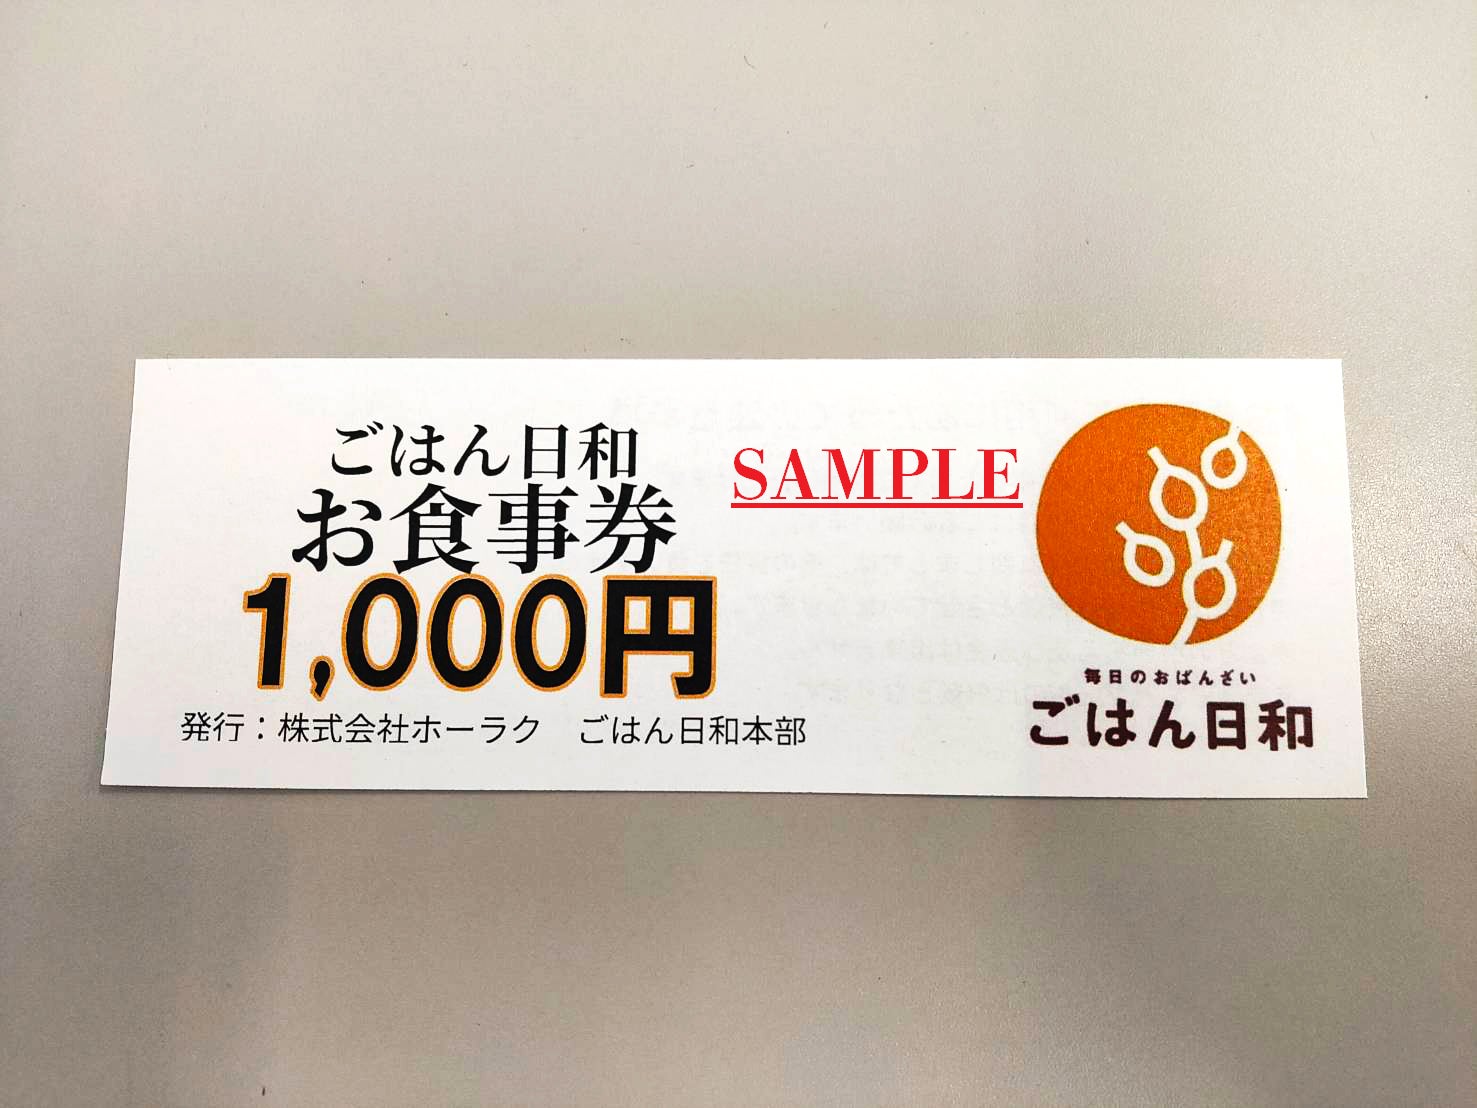 ごはん日和
お食事券
1,000円
発行：株式会社ホーラク　ごはん日和本部
SAMPLE
毎日のおばんざい
ごはん日和